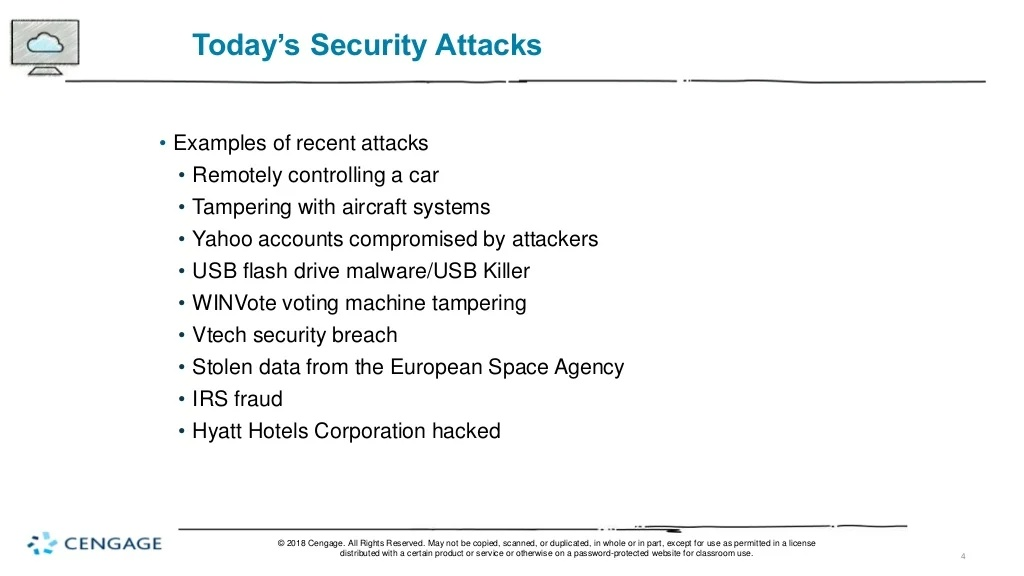 Today’s Security Attacks
• Examples of recent attacks
• Remotely controlling a car
• Tampering with aircraft systems
• Yahoo accounts compromised by attackers
• USB flash drive malware/USB Killer
• WINVote voting machine tampering
• Vtech security breach
• Stolen data from the European Space Agency
• IRS fraud
• Hyatt Hotels Corporation hacked
CENGAGE
© 2018 Cengage. All Rights Reserved. May not be copied, scanned, or duplicated, in whole or in part, except for use as permitted in a license
distributed with a certain product or service or otherwise on a password-protected website for classroom use.
4